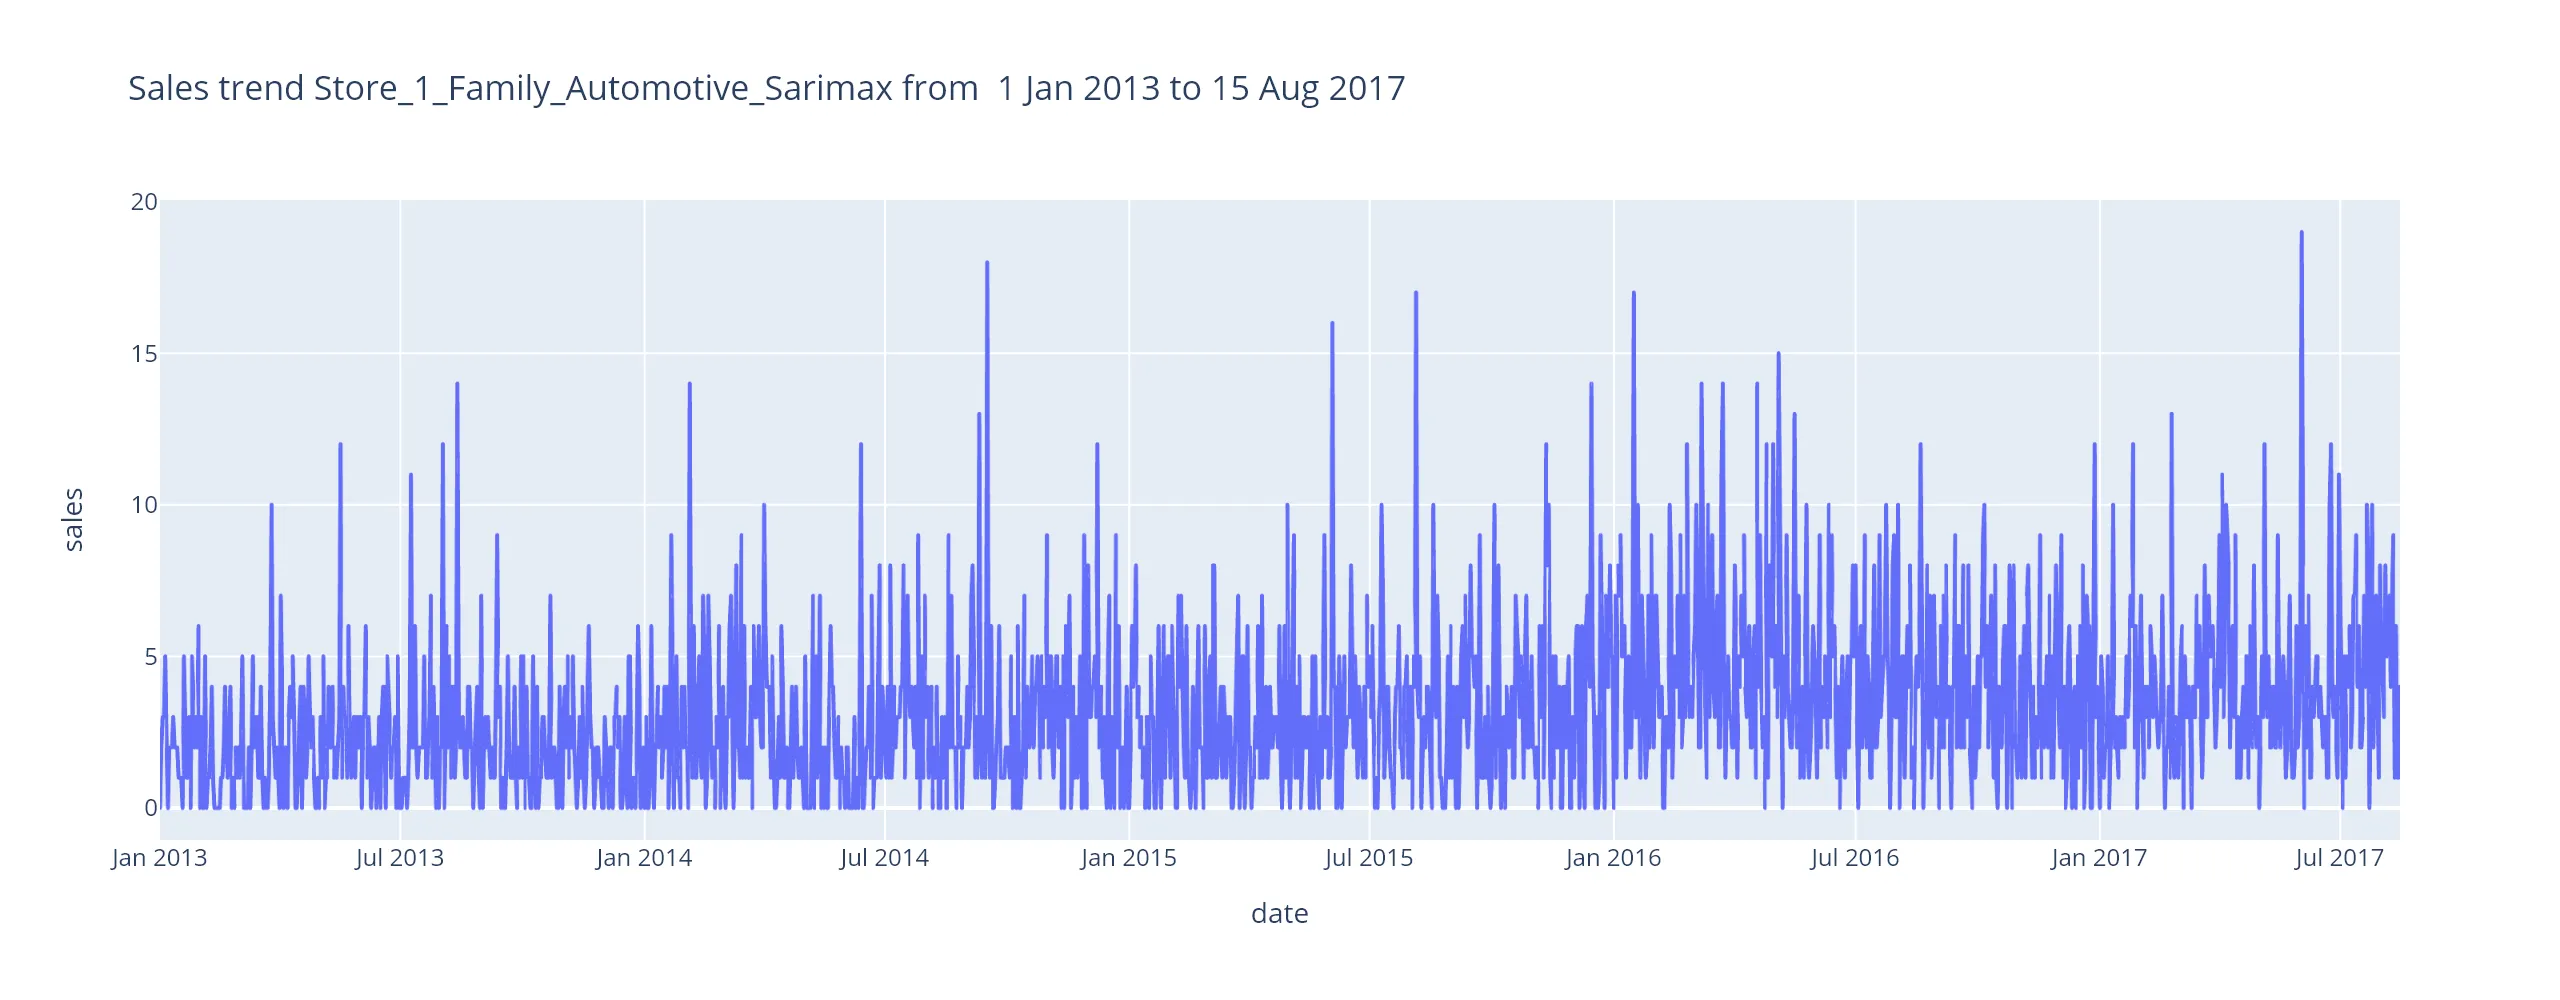 Sales trend Store_1_Family_Automotive_Sarimax from  1 Jan 2013 to 15 Aug 2017
20
15
10
5
0
sales
Jan 2013 Jul 2013 Jan 2014 Jul 2014 Jan 2015 Jul 2015 Jan 2016 Jul 2016 Jan 2017 Jul 2017
date